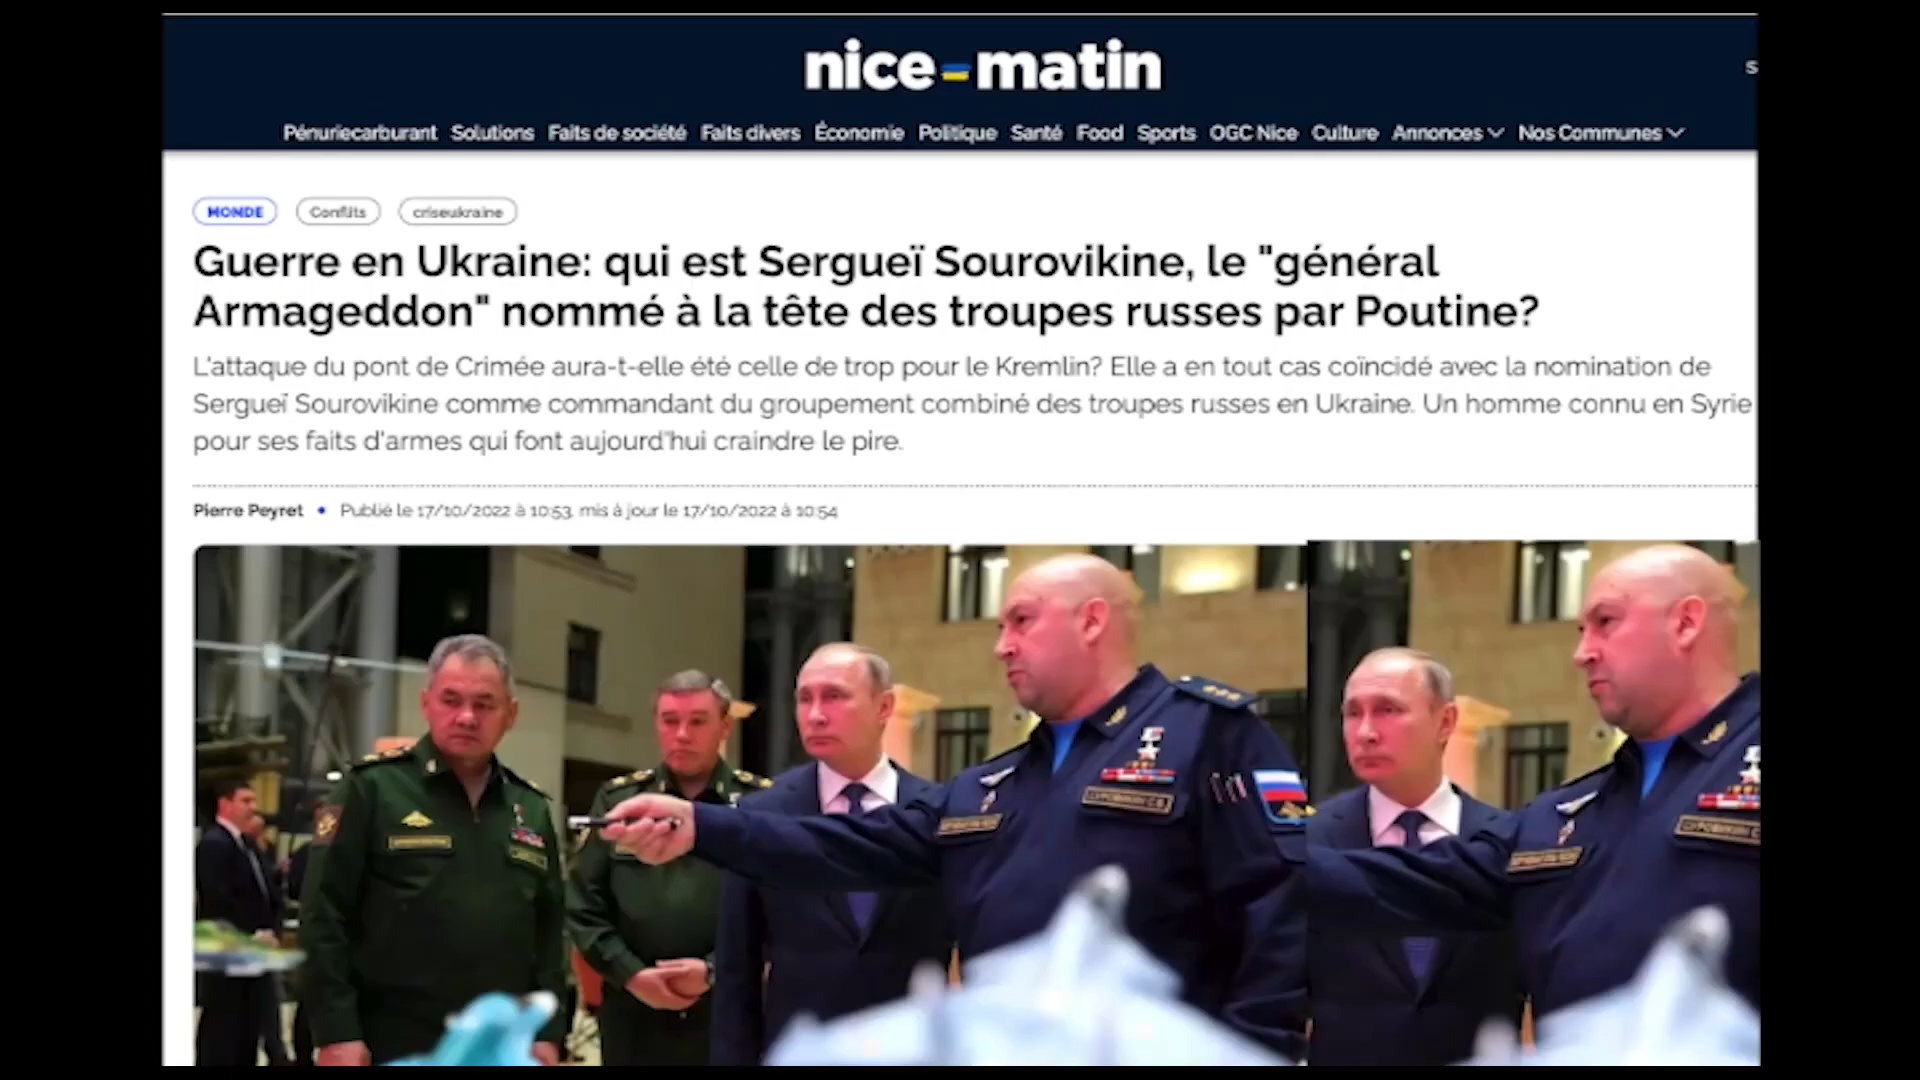 nice-matin
S
Pénuriecarburant Solutions Faits de société Faits divers Économie Politique Santé Food Sports OGC Nice Culture Annonces Nos Communes
MONDE Conflits criseukraine
Guerre en Ukraine: qui est Sergueï Sourovikine, le "général
Armageddon" nommé à la tête des troupes russes par Poutine?
L'attaque du pont de Crimée aura-t-elle été celle de trop pour le Kremlin? Elle a en tout cas coïncidé avec la nomination de
Sergueï Sourovikine comme commandant du groupement combiné des troupes russes en Ukraine. Un homme connu en Syrie
pour ses faits d'armes qui font aujourd'hui craindre le pire.
Pierre Peyret • Publié le 17/10/2022 à 10:53, mis à jour le 17/10/2022 à 10:54